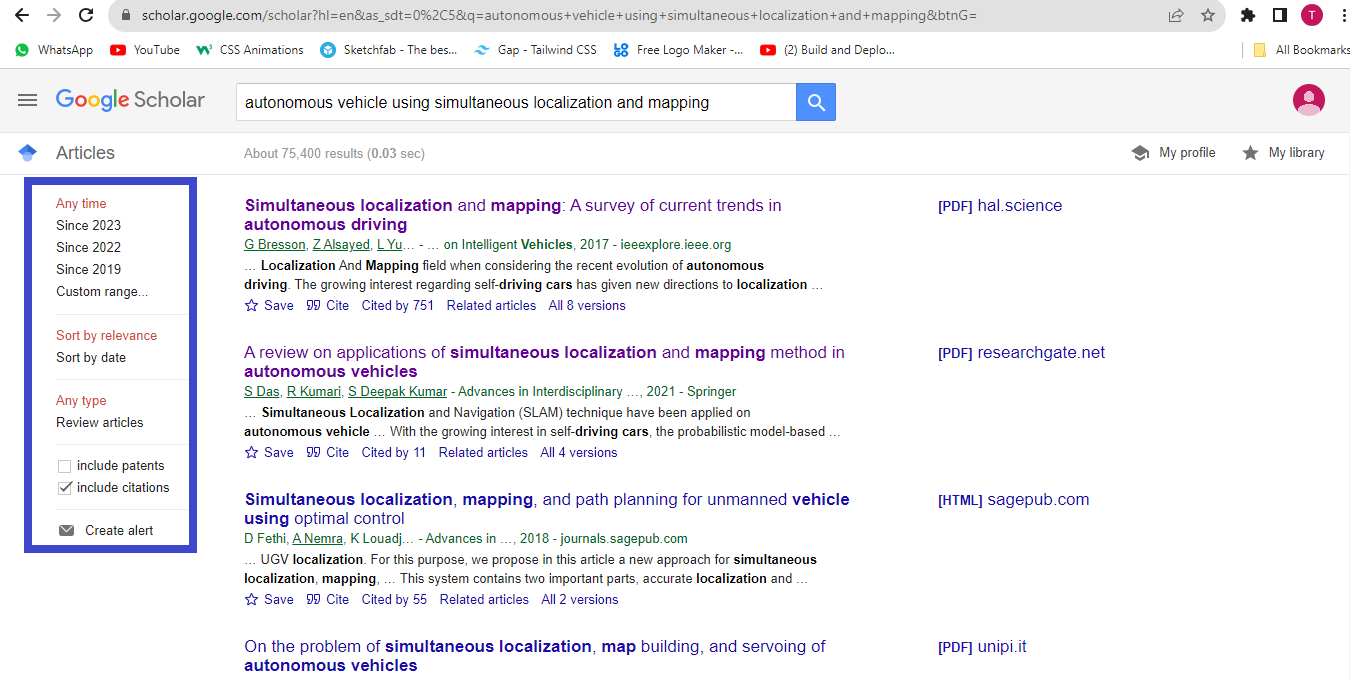 scholar.google.com/scholar?hl=en&as_sdt=0%2C5&q=autonomous+vehicle+using+simultaneous+localization+and+mapping&btnG=
T
WhatsApp YouTube CSS Animations Sketchfab - The bes... Gap - Tailwind CSS Free Logo Maker -... (2) Build and Deplo... All Bookmarks
Google Scholar
autonomous vehicle using simultaneous localization and mapping
Articles
About 75,400 results (0.03 sec)
My profile My library
Any time
Since 2023
Since 2022
Since 2019
Custom range...
Sort by relevance
Sort by date
Any type
Review articles
include patents
include citations
Create alert
Simultaneous localization and mapping: A survey of current trends in
autonomous driving
G Bresson, Z Alsayed, L Yu… - … on Intelligent Vehicles, 2017 - ieeexplore.ieee.org
… Localization And Mapping field when considering the recent evolution of autonomous
driving. The growing interest regarding self-driving cars has given new directions to localization …
Save Cite Cited by 751 Related articles All 8 versions
[PDF] hal.science
A review on applications of simultaneous localization and mapping method in
autonomous vehicles
S Das, R Kumari, S Deepak Kumar - Advances in Interdisciplinary …, 2021 - Springer
… Simultaneous Localization and Navigation (SLAM) technique have been applied on
autonomous vehicle … With the growing interest in self-driving cars, the probabilistic model-based …
Save Cite Cited by 11 Related articles All 4 versions
[PDF] researchgate.net
Simultaneous localization, mapping, and path planning for unmanned vehicle
using optimal control
D Fethi, A Nemra, K Louadj… - Advances in …, 2018 - journals.sagepub.com
… UGV localization. For this purpose, we propose in this article a new approach for simultaneous
localization, mapping, … This system contains two important parts, accurate localization and …
Save Cite Cited by 55 Related articles All 2 versions
[HTML] sagepub.com
On the problem of simultaneous localization, map building, and servoing of
autonomous vehicles
[PDF] unipi.it